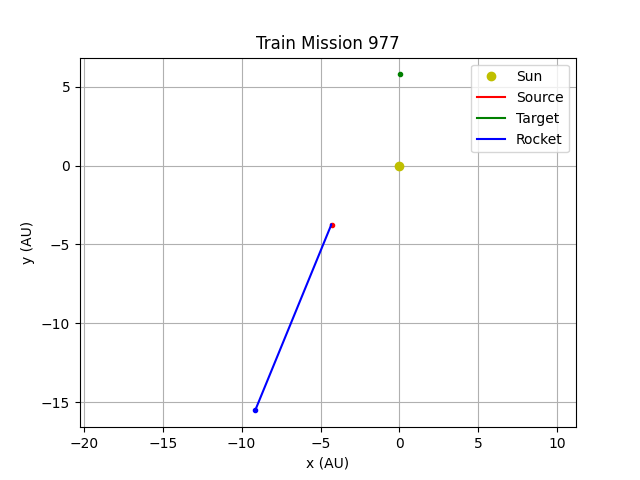 Train Mission 977
Sun
Source
Target
Rocket
y (AU)
5
0
−5
−10
−15
−20
−15
−10
−5
0
5
10
x (AU)